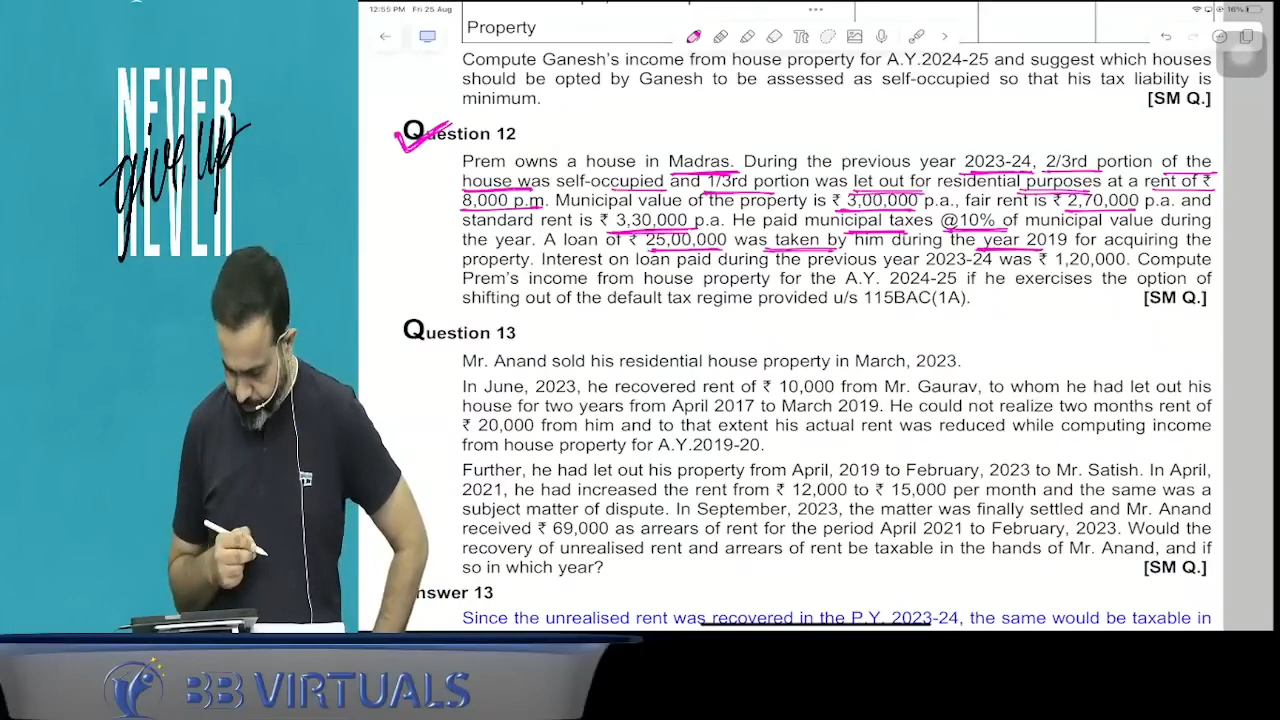 12:55 PM Fri 25 Aug
16%
Property
Compute Ganesh's income from house property for A.Y.2024-25 and suggest which houses
should be opted by Ganesh to be assessed as self-occupied so that his tax liability is
minimum. [SM Q.]
Question 12
Prem owns a house in Madras. During the previous year 2023-24, 2/3rd portion of the
house was self-occupied and 1/3rd portion was let out for residential purposes at a rent of ₹
8,000 p.m. Municipal value of the property is ₹ 3,00,000 p.a., fair rent is ₹ 2,70,000 p.a. and
standard rent is ₹ 3,30,000 p.a. He paid municipal taxes @10% of municipal value during
the year. A loan of ₹ 25,00,000 was taken by him during the year 2019 for acquiring the
property. Interest on loan paid during the previous year 2023-24 was ₹ 1,20,000. Compute
Prem's income from house property for the A.Y. 2024-25 if he exercises the option of
shifting out of the default tax regime provided u/s 115BAC(1A). [SM Q.]
Question 13
Mr. Anand sold his residential house property in March, 2023.
In June, 2023, he recovered rent of ₹ 10,000 from Mr. Gaurav, to whom he had let out his
house for two years from April 2017 to March 2019. He could not realize two months rent of
₹ 20,000 from him and to that extent his actual rent was reduced while computing income
from house property for A.Y.2019-20.
Further, he had let out his property from April, 2019 to February, 2023 to Mr. Satish. In April,
2021, he had increased the rent from ₹ 12,000 to ₹ 15,000 per month and the same was a
subject matter of dispute. In September, 2023, the matter was finally settled and Mr. Anand
received ₹ 69,000 as arrears of rent for the period April 2021 to February, 2023. Would the
recovery of unrealised rent and arrears of rent be taxable in the hands of Mr. Anand, and if
so in which year? [SM Q.]
nswer 13
Since the unrealised rent was recovered in the P.Y. 2023-24, the same would be taxable in
NEVER
give up
NEVER
BB VIRTUALS